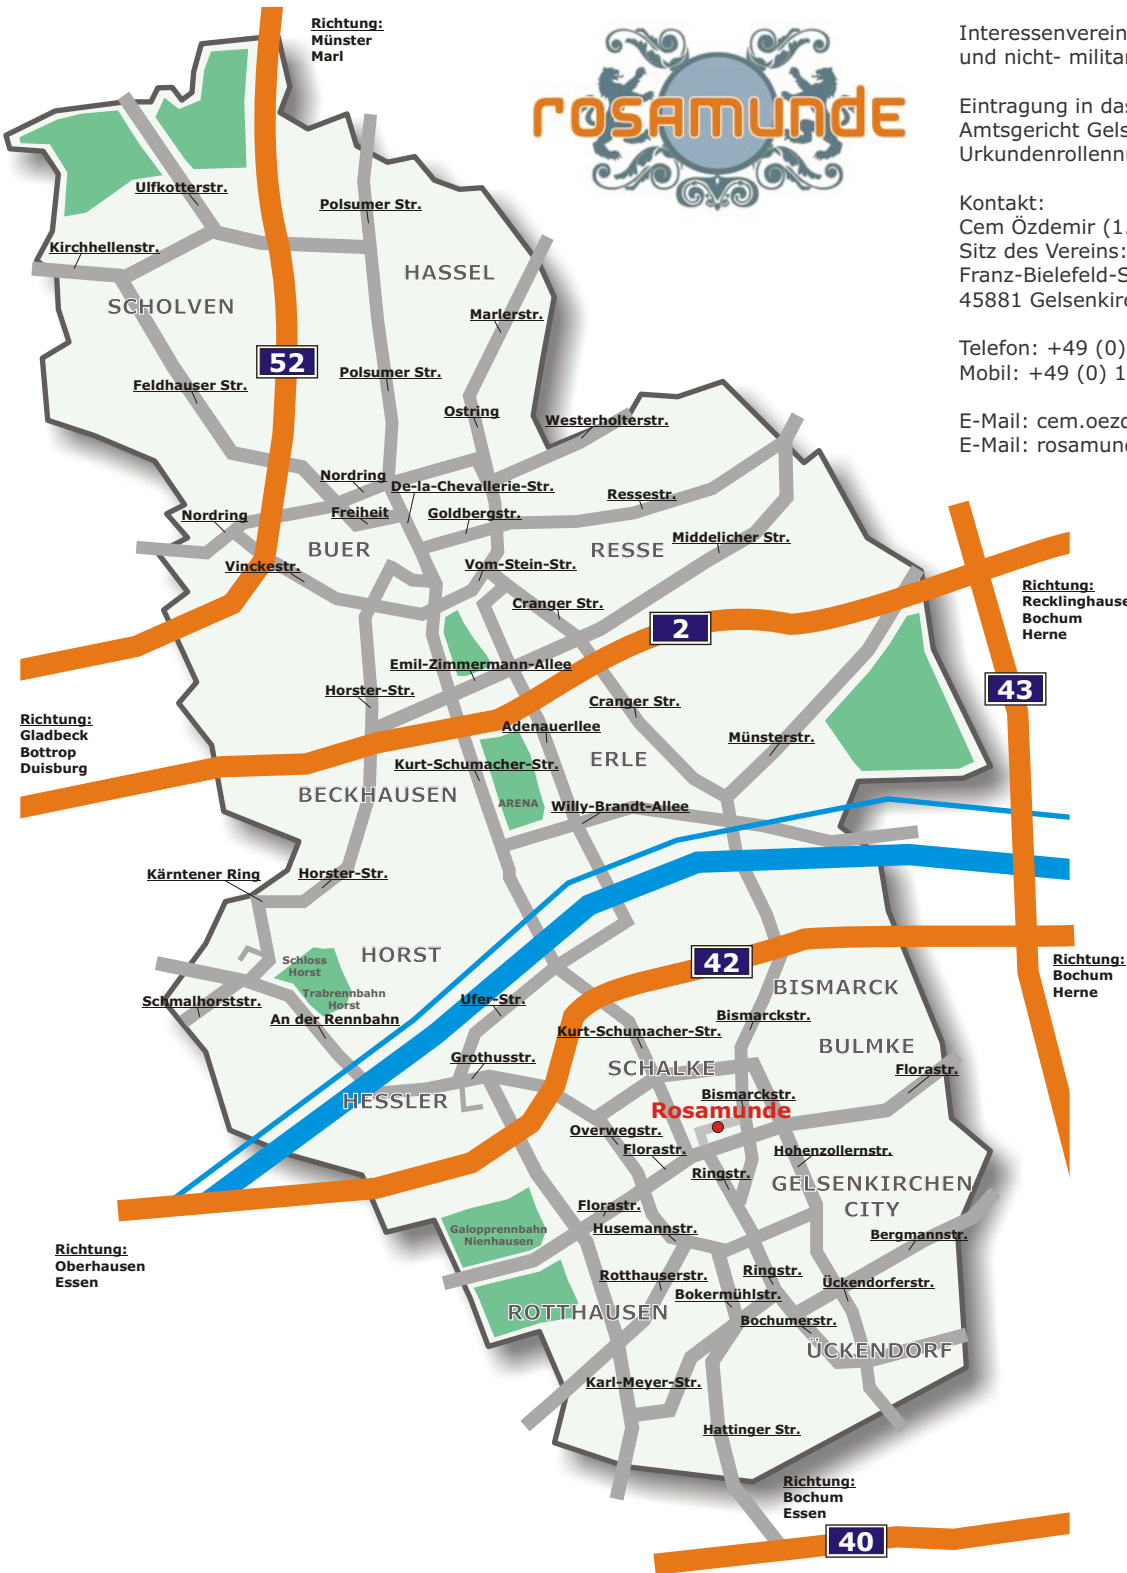 Richtung:
Münster
Marl
rosamunde
Interessenverein
und nicht- militar
Eintragung in das
Amtsgericht Gels
Urkundenrollennu
Kontakt:
Cem Özdemir (1.
Sitz des Vereins:
Franz-Bielefeld-S
45881 Gelsenkirc
Telefon: +49 (0)
Mobil: +49 (0) 1
E-Mail: cem.oezd
E-Mail: rosamund
Ulfkotterstr.
Polsumer Str.
Kirchhellenstr.
HASSEL
SCHOLVEN
Marlerstr.
52
Polsumer Str.
Feldhauser Str.
Ostring
Westerholterstr.
Nordring
De-la-Chevallerie-Str.
Ressestr.
Nordring
Freiheit
Goldbergstr.
BUER
RESSE
Middelicher Str.
Vinckestr.
Vom-Stein-Str.
Richtung:
Recklinghause
Bochum
Herne
Cranger Str.
2
Emil-Zimmermann-Allee
43
Horster-Str.
Cranger Str.
Richtung:
Gladbeck
Bottrop
Duisburg
Adenauerllee
Münsterstr.
ERLE
Kurt-Schumacher-Str.
BECKHAUSEN
ARENA
Willy-Brandt-Allee
Kärntener Ring
Horster-Str.
HORST
Schloss
Horst
42
Richtung:
Bochum
Herne
Trabrennbahn
Horst
BISMARCK
Schmalhorststr.
Ufer-Str.
An der Rennbahn
Bismarckstr.
Kurt-Schumacher-Str.
BULMKE
Grothusstr.
SCHALKE
Florastr.
HESSLER
Bismarckstr.
Rosamunde
Overwegstr.
Florastr.
Hohenzollernstr.
Ringstr.
GELSENKIRCHEN
CITY
Florastr.
Galopprennbahn
Nienhausen
Husemannstr.
Bergmannstr.
Richtung:
Oberhausen
Essen
Rotthauserstr.
Ringstr.
Ückendorferstr.
Bokermühlstr.
ROTTHAUSEN
Bochumerstr.
ÜCKENDORF
Karl-Meyer-Str.
Hattinger Str.
Richtung:
Bochum
Essen
40